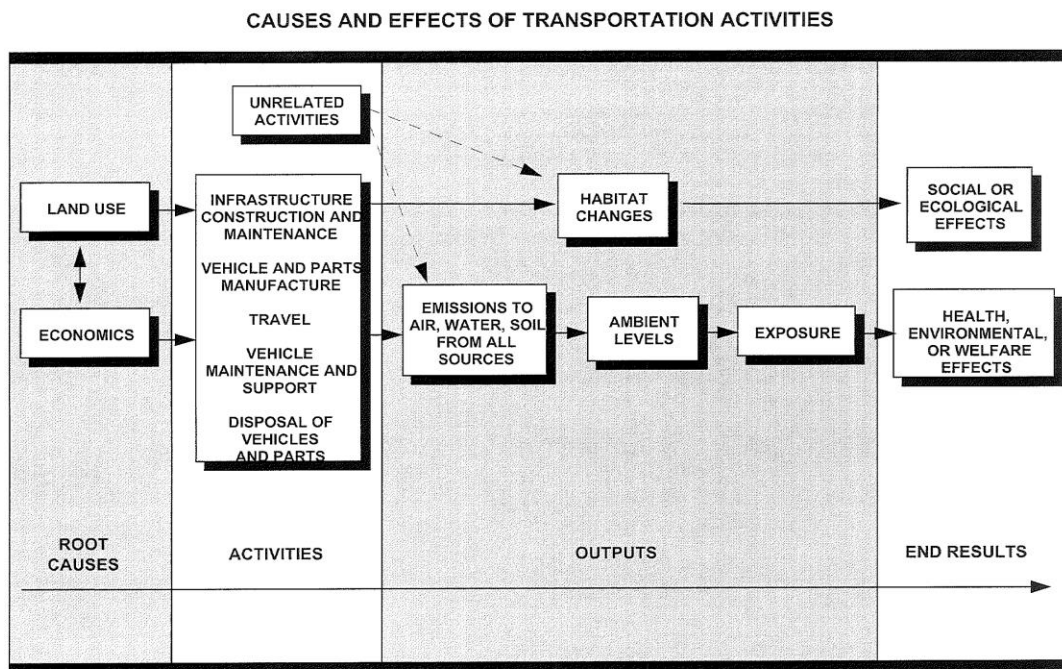 CAUSES AND EFFECTS OF TRANSPORTATION ACTIVITIES
UNRELATED
ACTIVITIES
LAND USE
ECONOMICS
INFRASTRUCTURE
CONSTRUCTION AND
MAINTENANCE
VEHICLE AND PARTS
MANUFACTURE
TRAVEL
VEHICLE
MAINTENANCE AND
SUPPORT
DISPOSAL OF
VEHICLES
AND PARTS
HABITAT
CHANGES
EMISSIONS TO
AIR, WATER, SOIL
FROM ALL
SOURCES
AMBIENT
LEVELS
EXPOSURE
SOCIAL OR
ECOLOGICAL
EFFECTS
HEALTH,
ENVIRONMENTAL,
OR WELFARE
EFFECTS
ROOT
CAUSES
ACTIVITIES
OUTPUTS
END RESULTS